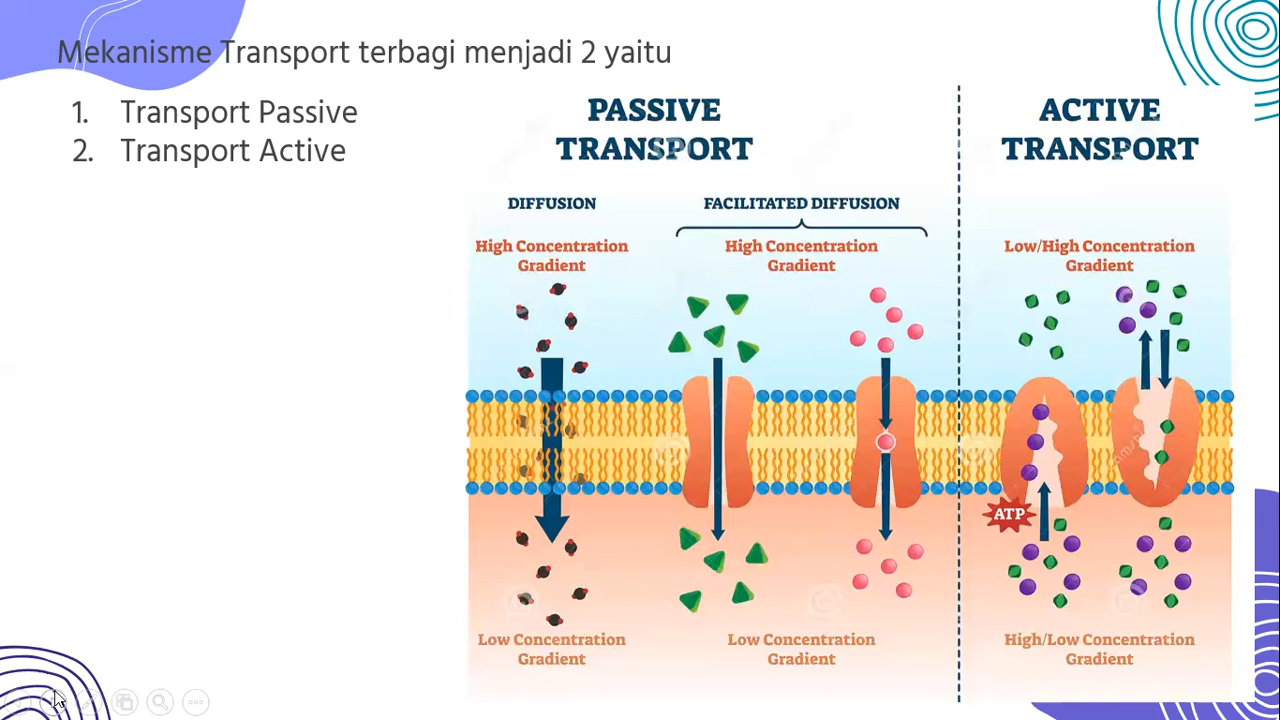 Mekanisme Transport terbagi menjadi 2 yaitu
1. Transport Passive
2. Transport Active
PASSIVE
TRANSPORT
DIFFUSION
FACILITATED DIFFUSION
High Concentration
Gradient
High Concentration
Gradient
Low Concentration
Gradient
Low Concentration
Gradient
ACTIVE
TRANSPORT
Low/High Concentration
Gradient
ATP
High/Low Concentration
Gradient